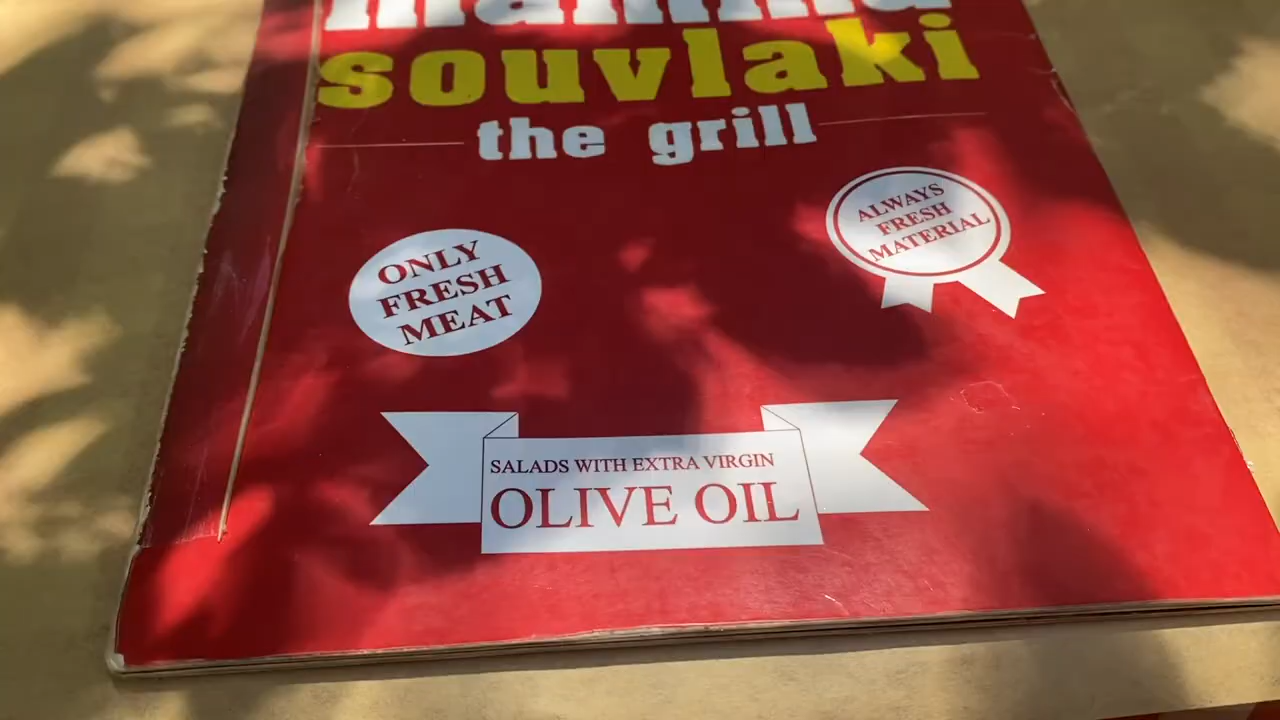 souvlaki
the grill
ALWAYS
FRESH
MATERIAL
ONLY
FRESH
MEAT
SALADS WITH EXTRA VIRGIN
OLIVE OIL